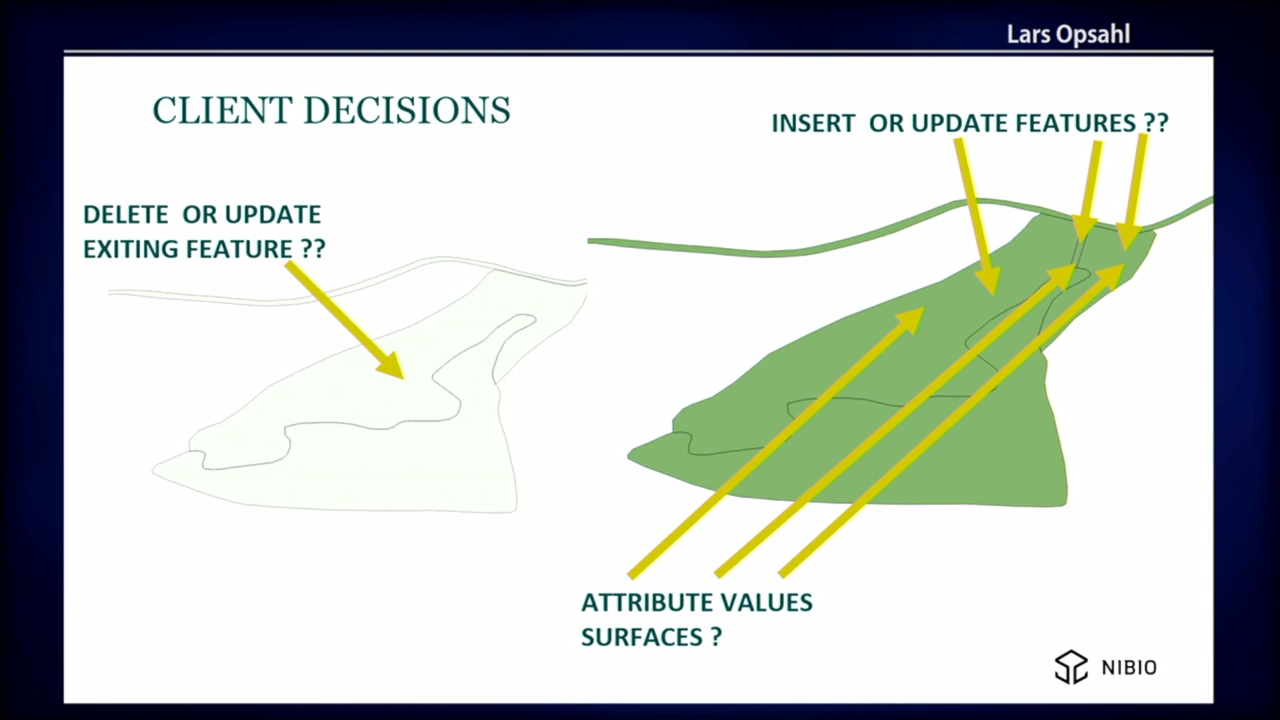 Lars Opsahl
CLIENT DECISIONS
INSERT OR UPDATE FEATURES ??
DELETE OR UPDATE
EXITING FEATURE ??
ATTRIBUTE VALUES
SURFACES ?
NIBIO